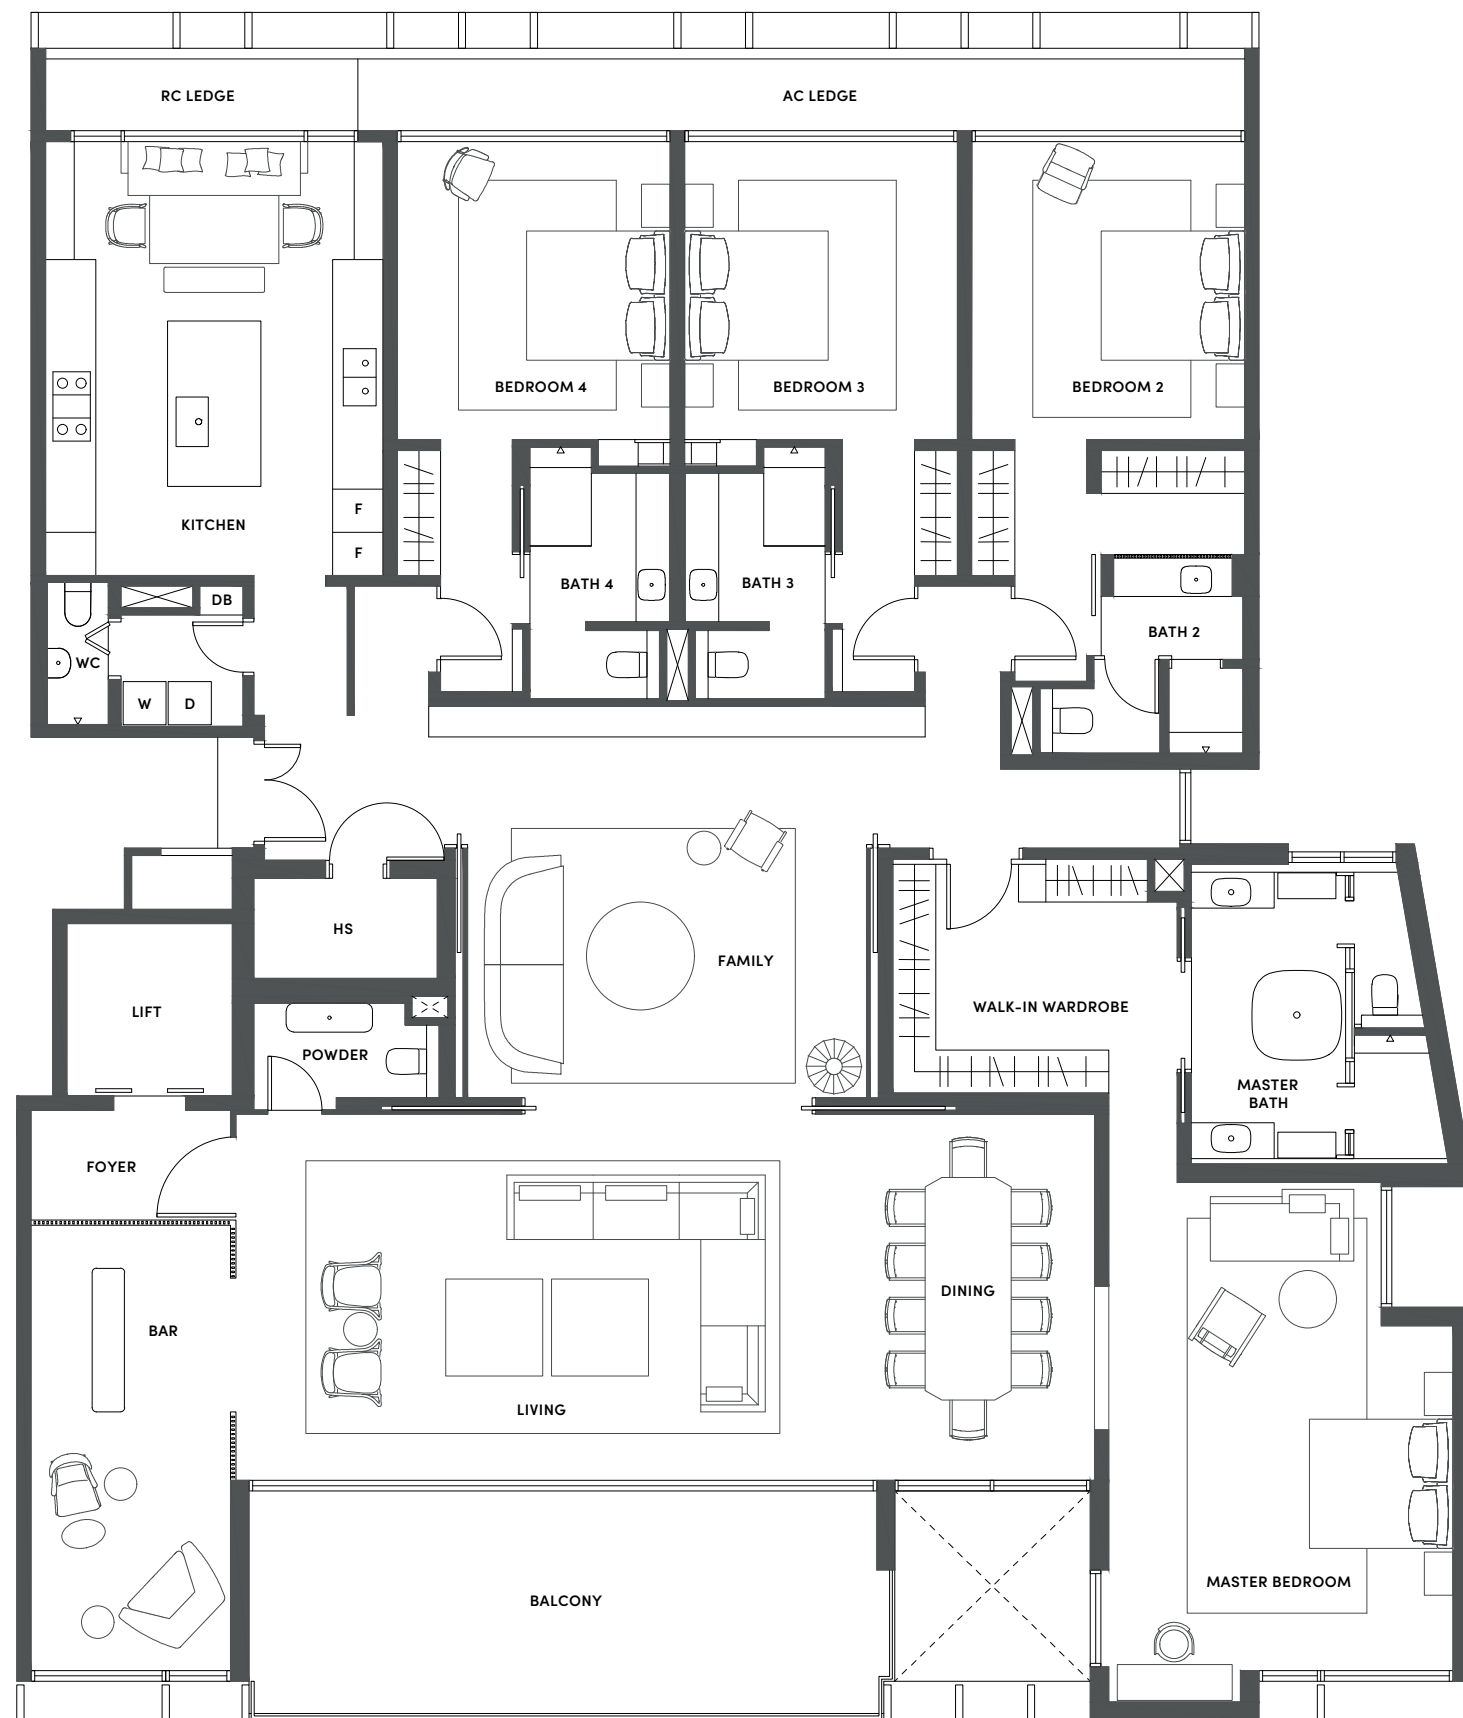 RC LEDGE
AC LEDGE
BEDROOM 4
BEDROOM 3
BEDROOM 2
F
KITCHEN
F
BATH 4
BATH 3
DB
BATH 2
WC
W
D
HS
FAMILY
WALK-IN WARDROBE
LIFT
POWDER
MASTER
BATH
FOYER
DINING
BAR
LIVING
MASTER BEDROOM
BALCONY